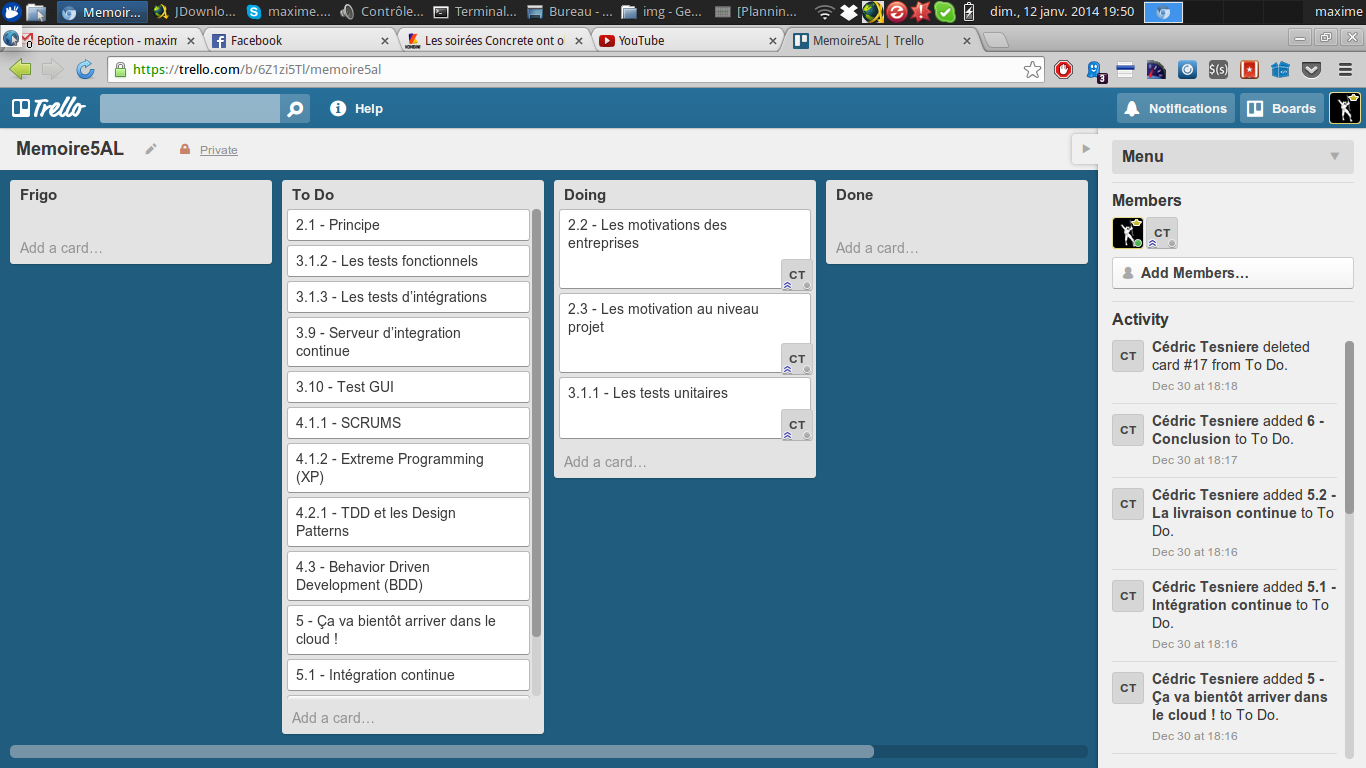 Memoir...
JDownlo...
maxime....
Contrôle...
Terminal...
Bureau - ...
img - Ge...
[Plannin...
dim., 12 janv. 2014 19:50
maxime
0
Boîte de réception - maxim
Facebook
Les soirées Concrete ont ol
YouTube
Memoire5AL | Trello
https://trello.com/b/6Z1zi5Tl/memoire5al
3
$(s)
Trello
Help
Notifications
Boards
Memoire5AL
Private
Frigo
Add a card…
To Do
2.1 - Principe
3.1.2 - Les tests fonctionnels
3.1.3 - Les tests d’intégrations
3.9 - Serveur d’integration
continue
3.10 - Test GUI
4.1.1 - SCRUMS
4.1.2 - Extreme Programming
(XP)
4.2.1 - TDD et les Design
Patterns
4.3 - Behavior Driven
Development (BDD)
5 - Ça va bientôt arriver dans le
cloud !
5.1 - Intégration continue
Add a card…
Doing
2.2 - Les motivations des
entreprises
CT
2.3 - Les motivation au niveau
projet
CT
3.1.1 - Les tests unitaires
CT
Add a card…
Done
Add a card…
Menu
Members
CT
Add Members…
Activity
CT
Cédric Tesniere deleted
card #17 from To Do.
Dec 30 at 18:18
CT
Cédric Tesniere added 6 -
Conclusion to To Do.
Dec 30 at 18:17
CT
Cédric Tesniere added 5.2 -
La livraison continue to To
Do.
Dec 30 at 18:16
CT
Cédric Tesniere added 5.1 -
Intégration continue to To
Do.
Dec 30 at 18:16
CT
Cédric Tesniere added 5 -
Ça va bientôt arriver dans
le cloud ! to To Do.
Dec 30 at 18:16